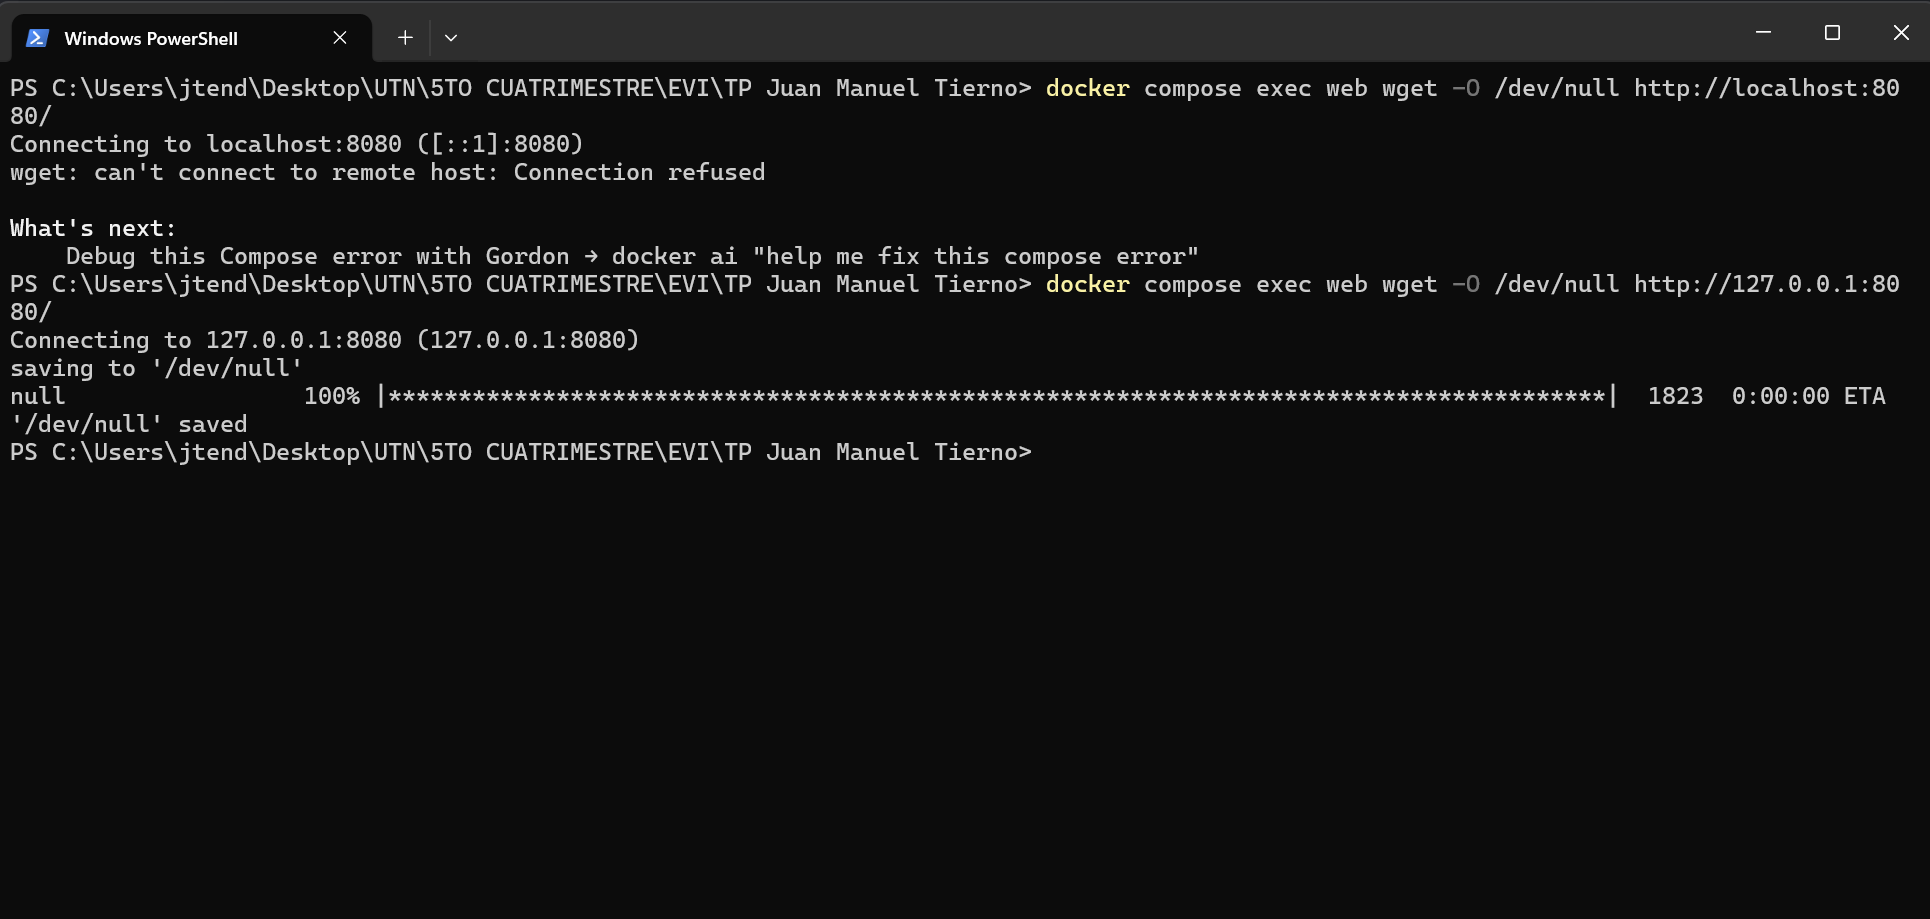 Windows PowerShell
PS C:\Users\jtend\Desktop\UTN\5TO CUATRIMESTRE\EVI\TP Juan Manuel Tierno> docker compose exec web wget -O /dev/null http://localhost:80
80/
Connecting to localhost:8080 ([::1]:8080)
wget: can't connect to remote host: Connection refused
What's next:
    Debug this Compose error with Gordon → docker ai "help me fix this compose error"
PS C:\Users\jtend\Desktop\UTN\5TO CUATRIMESTRE\EVI\TP Juan Manuel Tierno> docker compose exec web wget -O /dev/null http://127.0.0.1:80
80/
Connecting to 127.0.0.1:8080 (127.0.0.1:8080)
saving to '/dev/null'
null                 100% |***************************************************************************************| 1823  0:00:00 ETA
'/dev/null' saved
PS C:\Users\jtend\Desktop\UTN\5TO CUATRIMESTRE\EVI\TP Juan Manuel Tierno>